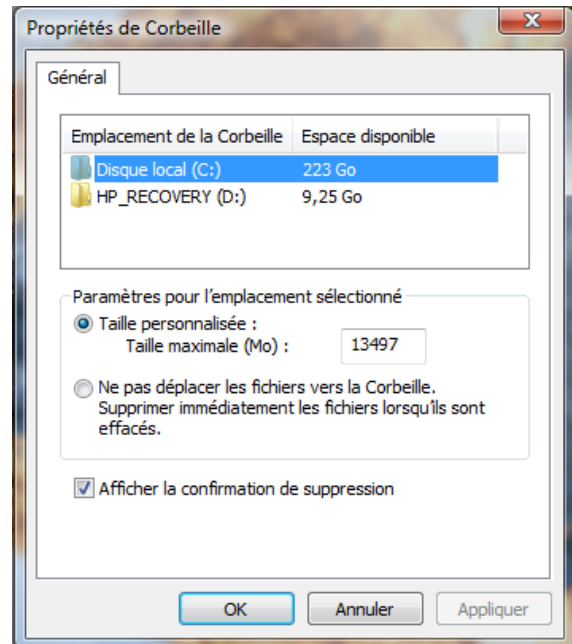 Propriétés de Corbeille
Général
Emplacement de la Corbeille Espace disponible
Disque local (C:) 223 Go
HP_RECOVERY (D:) 9,25 Go
Paramètres pour l'emplacement sélectionné
Taille personnalisée :
Taille maximale (Mo) : 13497
Ne pas déplacer les fichiers vers la Corbeille.
Supprimer immédiatement les fichiers lorsqu'ils sont
effacés.
Afficher la confirmation de suppression
OK Annuler Appliquer